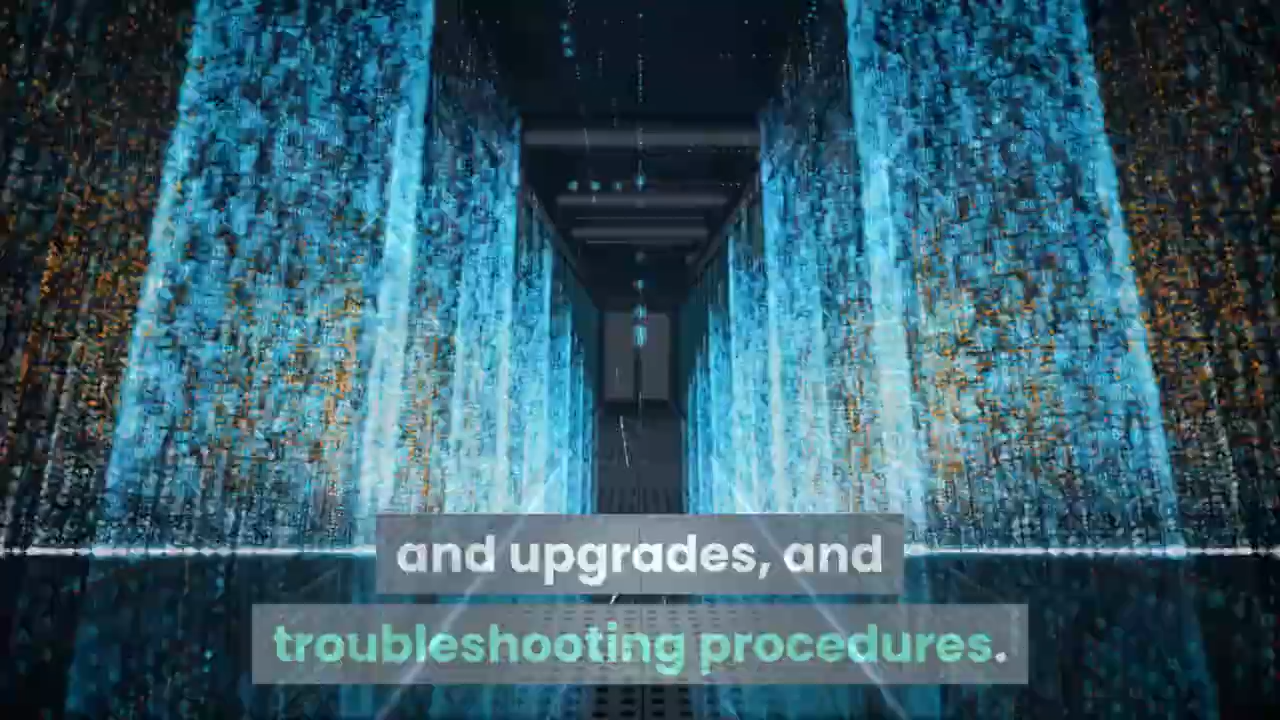 and upgrades, and
troubleshooting procedures.